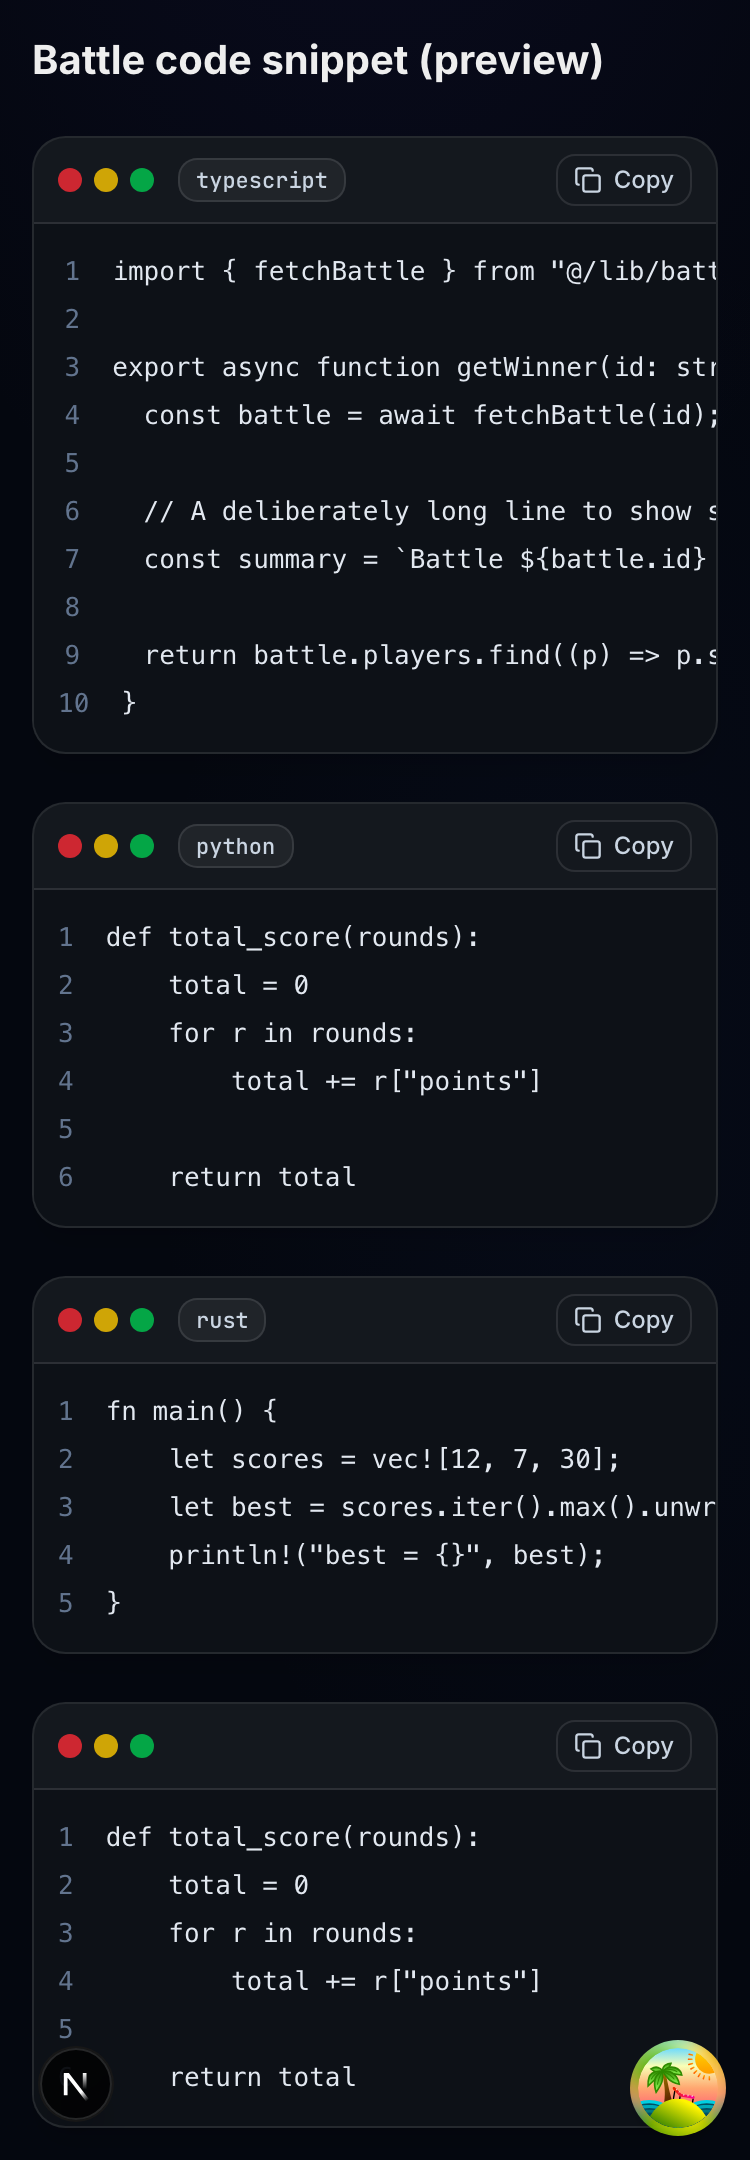 Battle code snippet (preview)
typescript
Copy
1 import { fetchBattle } from "@/lib/batt
2
3 export async function getWinner(id: str
4   const battle = await fetchBattle(id);
5
6   // A deliberately long line to show s
7   const summary = `Battle ${battle.id}
8
9   return battle.players.find((p) => p.s
10 }
python
Copy
1 def total_score(rounds):
2     total = 0
3     for r in rounds:
4         total += r["points"]
5
6     return total
rust
Copy
1 fn main() {
2     let scores = vec![12, 7, 30];
3     let best = scores.iter().max().unwr
4     println!("best = {}", best);
5 }
Copy
1 def total_score(rounds):
2     total = 0
3     for r in rounds:
4         total += r["points"]
5
    return total
N